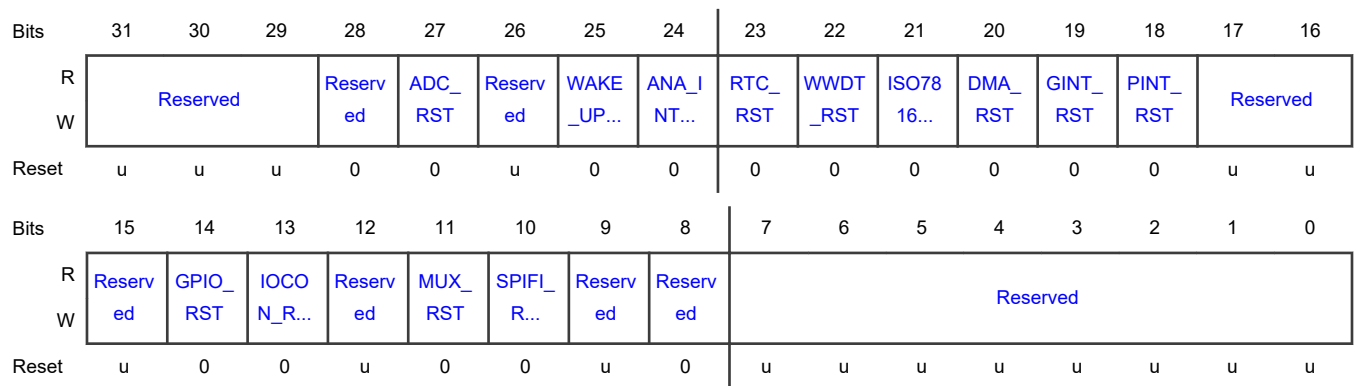 Bits 31 30 29 28 27 26 25 24 23 22 21 20 19 18 17 16
R W Reserved Reserv ed ADC_ RST Reserv ed WAKE _UP... ANA_I NT... RTC_ RST WWDT _RST ISO78 16... DMA_ RST GINT_ RST PINT_ RST Reserved
Reset u u u 0 0 u 0 0 0 0 0 0 0 0 u u
Bits 15 14 13 12 11 10 9 8 7 6 5 4 3 2 1 0
R W Reserv ed GPIO_ RST IOCO N_R... Reserv ed MUX_ RST SPIFI_ R... Reserv ed Reserv ed Reserved
Reset u 0 0 u 0 0 u 0 u u u u u u u u